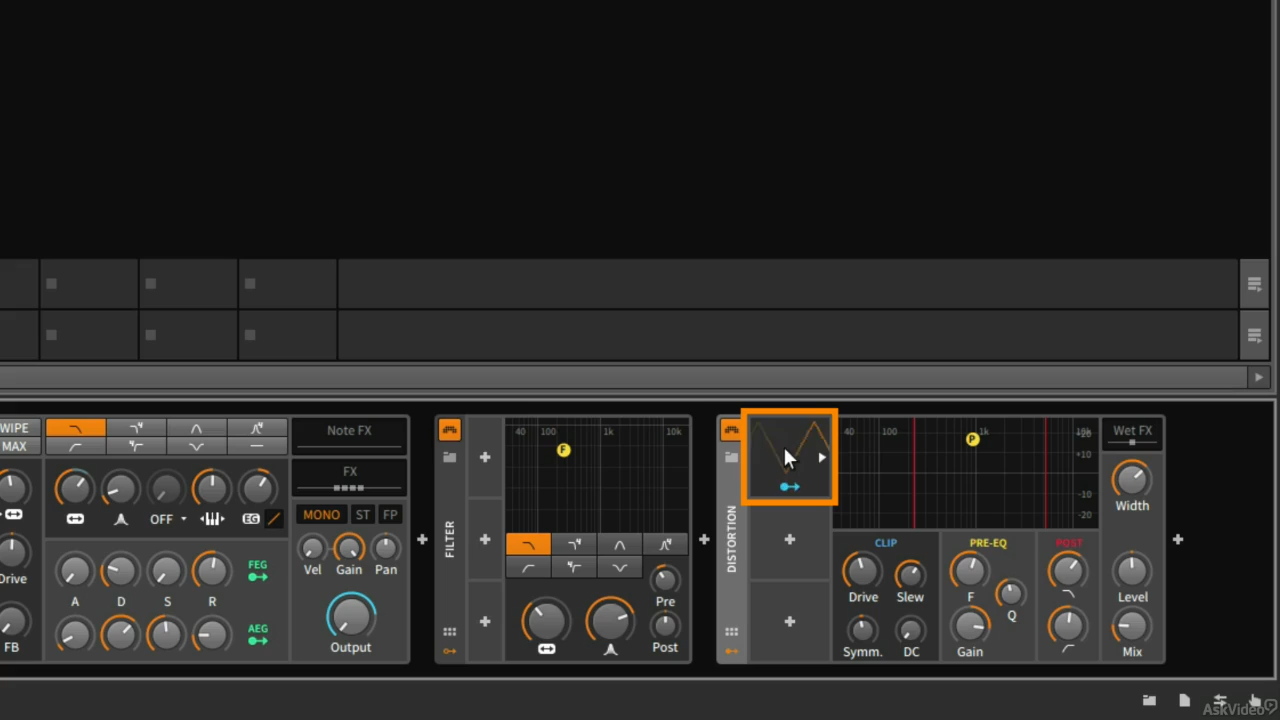 WIPE
MAX
Drive
FB
OFF
EG
A D S R
FEG
AEG
Note FX
FX
MONO ST FP
Vel Gain Pan
Output
FILTER
40 100 1k 10k
F
Pre
Post
DISTORTION
40 100 1k 10k
P
+20
+10
-10
-20
CLIP PRE-EQ POST
Drive Slew F
Q
Symm. DC Gain
Wet FX
Width
Level
Mix
AskVideo